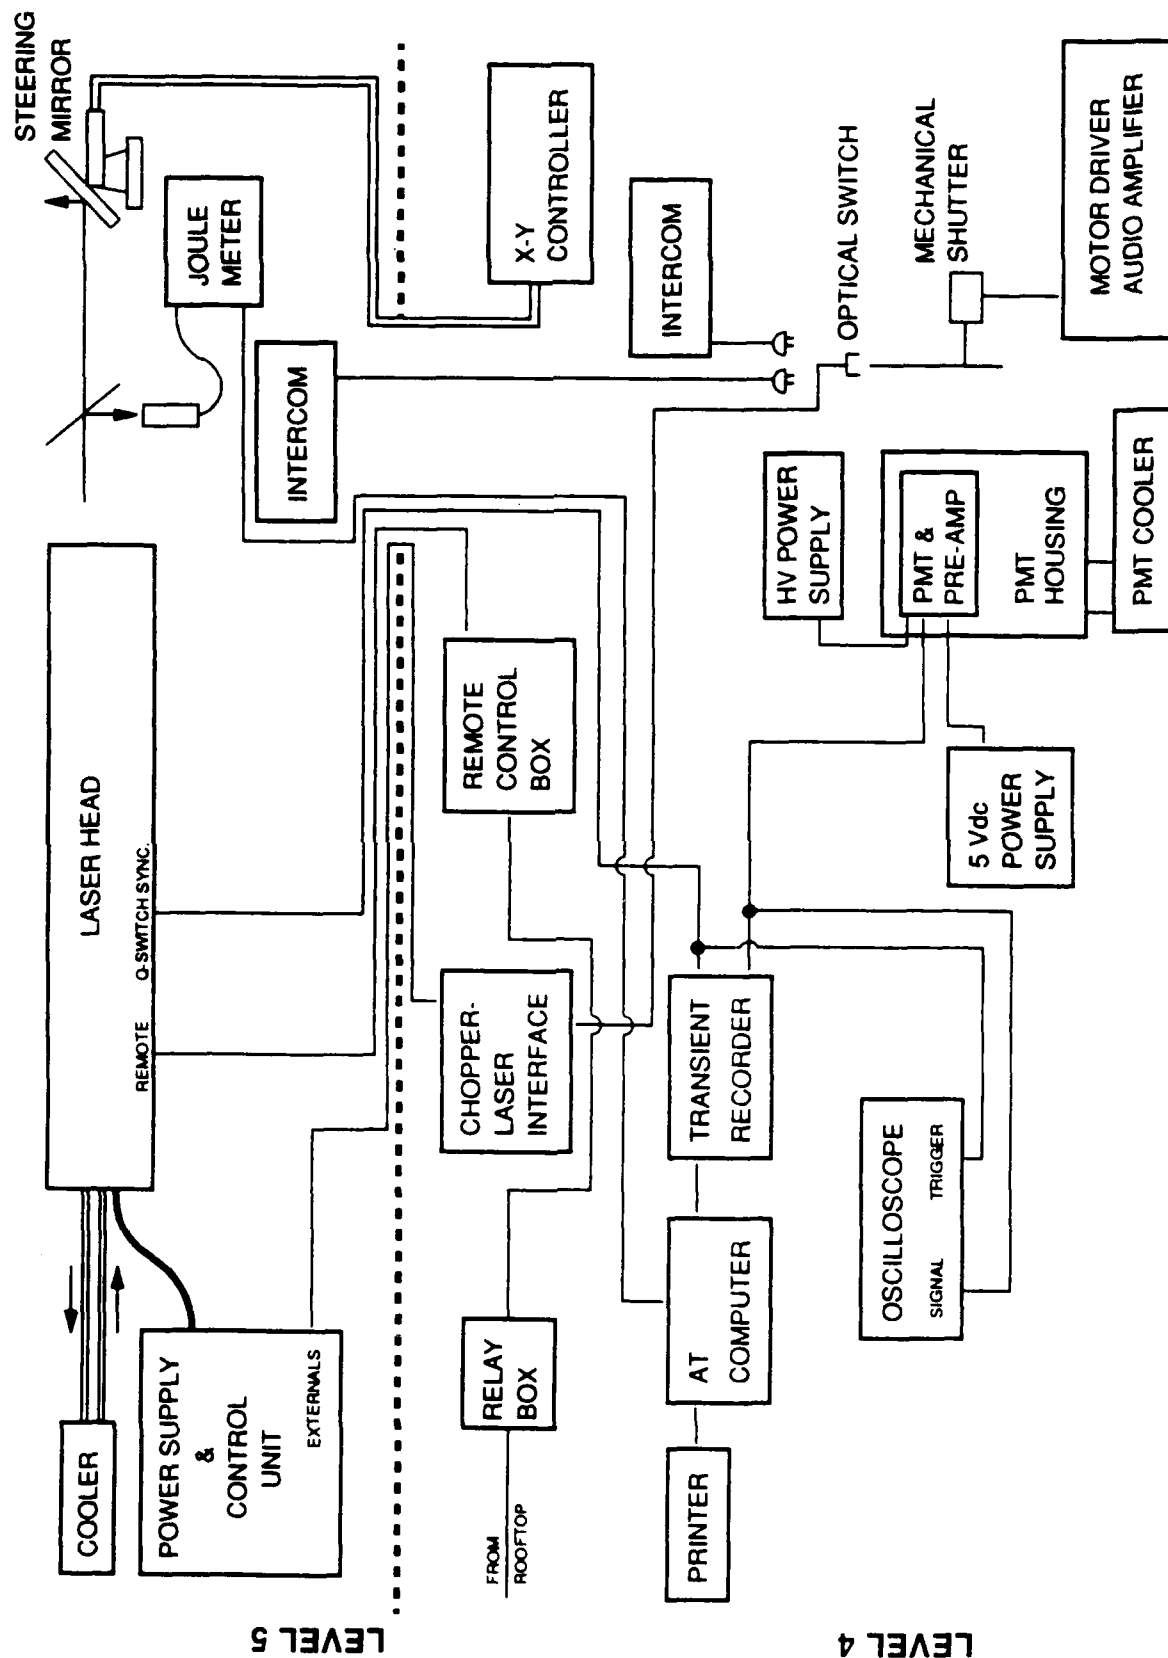 STEERING
MIRROR
LASER HEAD
REMOTE
Q-SWITCH SYNC.
COOLER
POWER SUPPLY
&
CONTROL
UNIT
EXTERNALS
JOULE
METER
INTERCOM
LEVEL 5
X-Y
CONTROLLER
REMOTE
CONTROL
BOX
CHOPPER-
LASER
INTERFACE
RELAY
BOX
FROM
ROOFTOP
INTERCOM
OPTICAL SWITCH
MECHANICAL
SHUTTER
MOTOR DRIVER
AUDIO AMPLIFIER
HV POWER
SUPPLY
PMT &
PRE-AMP
PMT
HOUSING
PMT COOLER
5 Vdc
POWER
SUPPLY
TRANSIENT
RECORDER
AT
COMPUTER
PRINTER
OSCILLOSCOPE
SIGNAL
TRIGGER
LEVEL 4